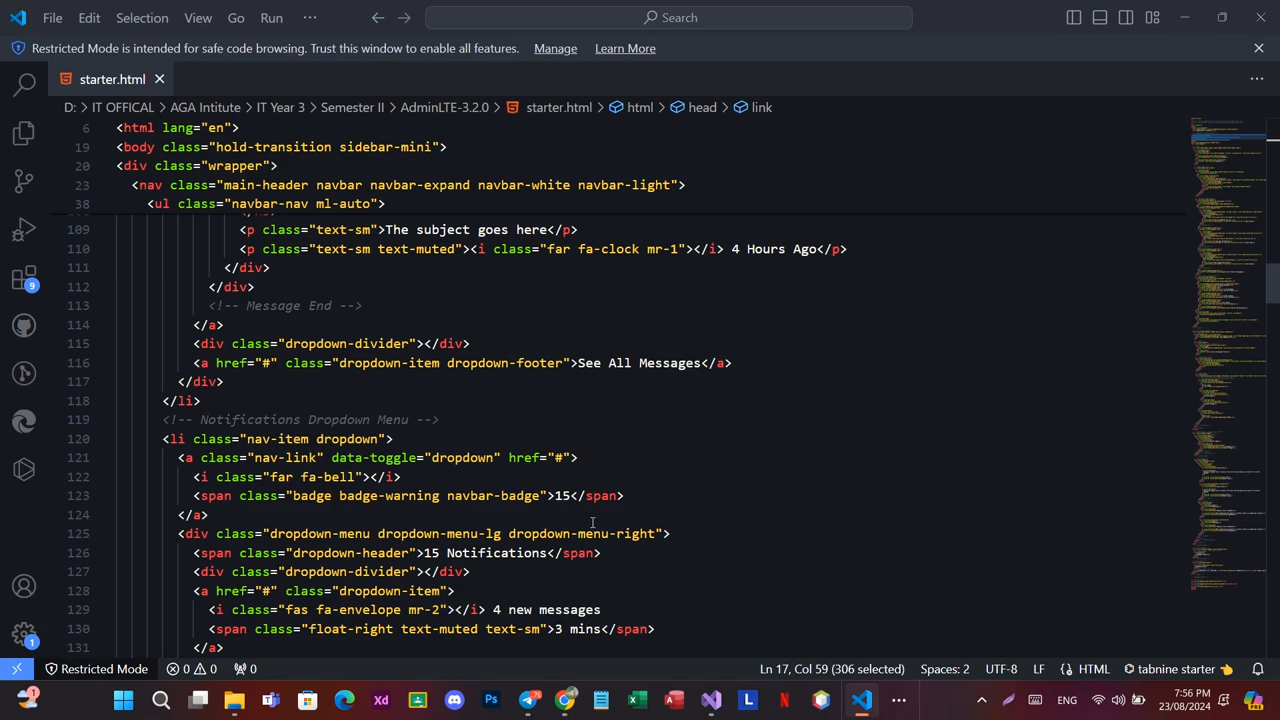 File Edit Selection View Go Run ··· Search
Restricted Mode is intended for safe code browsing. Trust this window to enable all features. Manage Learn More
starter.html
D: > IT OFFICAL > AGA Intitute > IT Year 3 > Semester II > AdminLTE-3.2.0 > starter.html > html > head > link
6 <html lang="en">
19 <body class="hold-transition sidebar-mini">
20 <div class="wrapper">
23 <nav class="main-header navbar navbar-expand navbar-white navbar-light">
38 <ul class="navbar-nav ml-auto">
109 <p class="text-sm">The subject goes here</p>
110 <p class="text-sm text-muted"><i class="far fa-clock mr-1"></i> 4 Hours Ago</p>
111 </div>
112 </div>
113 <!-- Message End -->
114 </a>
115 <div class="dropdown-divider"></div>
116 <a href="#" class="dropdown-item dropdown-footer">See All Messages</a>
117 </div>
118 </li>
119 <!-- Notifications Dropdown Menu -->
120 <li class="nav-item dropdown">
121 <a class="nav-link" data-toggle="dropdown" href="#">
122 <i class="far fa-bell"></i>
123 <span class="badge badge-warning navbar-badge">15</span>
124 </a>
125 <div class="dropdown-menu dropdown-menu-lg dropdown-menu-right">
126 <span class="dropdown-header">15 Notifications</span>
127 <div class="dropdown-divider"></div>
128 <a href="#" class="dropdown-item">
129 <i class="fas fa-envelope mr-2"></i> 4 new messages
130 <span class="float-right text-muted text-sm">3 mins</span>
131 </a>
9
1
Restricted Mode 0 0 0 Ln 17, Col 59 (306 selected) Spaces: 2 UTF-8 LF HTML tabnine starter
1 Xd Ps 76 L N ENG 7:56 PM
23/08/2024